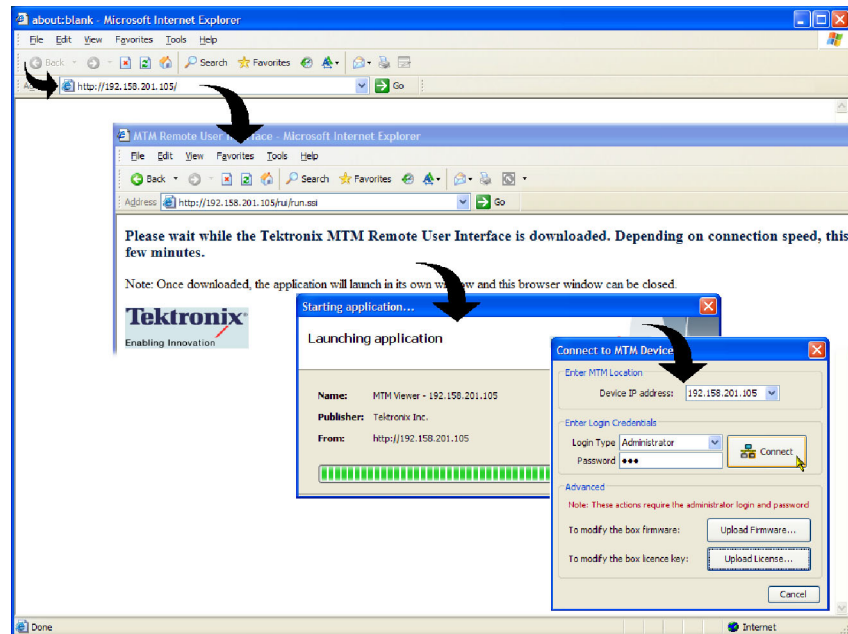 about:blank - Microsoft Internet Explorer
File Edit View Favorites Tools Help
Back Search Favorites
http://192.158.201.105/ Go
MTM Remote User Interface - Microsoft Internet Explorer
File Edit View Favorites Tools Help
Back Search Favorites
Address http://192.158.201.105/rui/run.ssi Go
Please wait while the Tektronix MTM Remote User Interface is downloaded. Depending on connection speed, this
few minutes.
Note: Once downloaded, the application will launch in its own window and this browser window can be closed.
Tektronix
Enabling Innovation
Starting application...
Launching application
Name: MTM Viewer - 192.158.201.105
Publisher: Tektronix Inc.
From: http://192.158.201.105
Connect to MTM Device
Enter MTM Location
Device IP address: 192.158.201.105
Enter Login Credentials
Login Type Administrator
Password
Connect
Advanced
Note: These actions require the administrator login and password
To modify the box firmware: Upload Firmware...
To modify the box licence key: Upload License...
Cancel
Done Internet